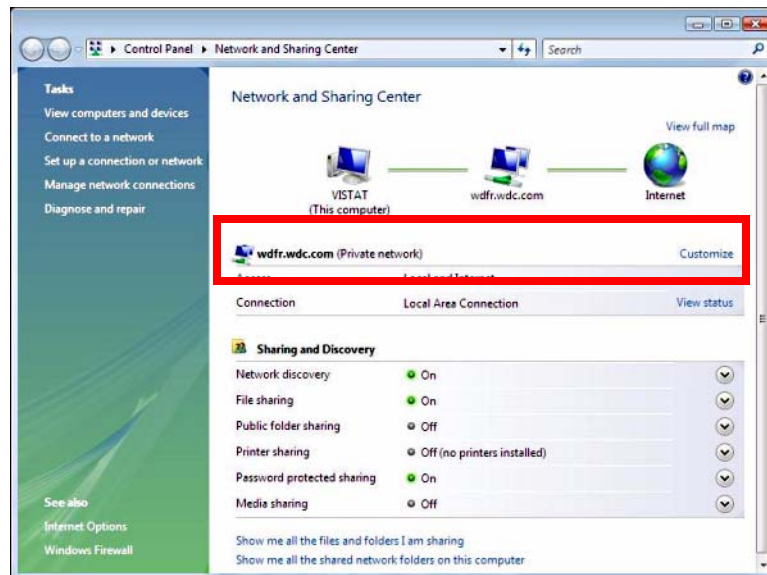 Control Panel ▸ Network and Sharing Center
Search
Tasks
View computers and devices
Connect to a network
Set up a connection or network
Manage network connections
Diagnose and repair
See also
Internet Options
Windows Firewall
Network and Sharing Center
View full map
VISTAT
(This computer)
wdfr.wdc.com
Internet
wdfr.wdc.com (Private network) Customize
Access Local and Internet
Connection Local Area Connection View status
Sharing and Discovery
Network discovery On
File sharing On
Public folder sharing Off
Printer sharing Off (no printers installed)
Password protected sharing On
Media sharing Off
Show me all the files and folders I am sharing
Show me all the shared network folders on this computer